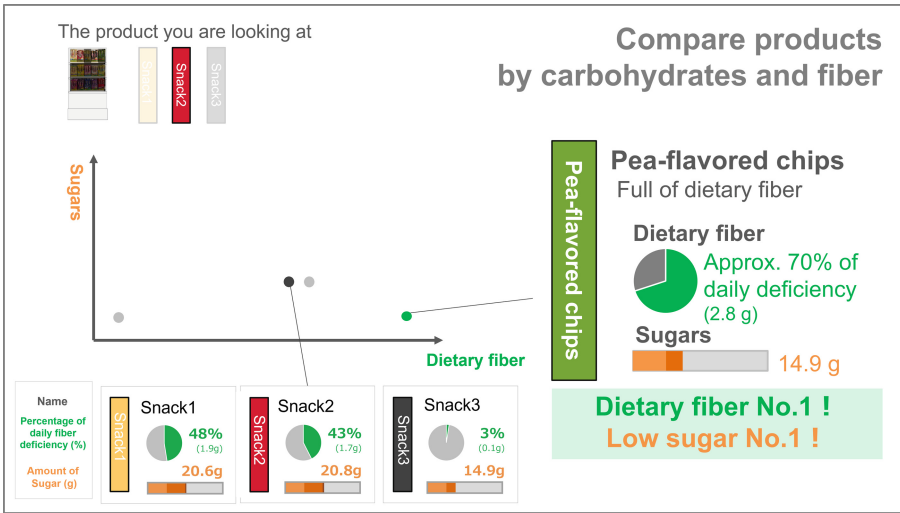 The product you are looking at
Snack1
Snack2
Snack3
Compare products
by carbohydrates and fiber
Sugars
Dietary fiber
Pea-flavored chips
Pea-flavored chips
Full of dietary fiber
Dietary fiber
Approx. 70% of
daily deficiency
(2.8 g)
Sugars
14.9 g
Dietary fiber No.1 !
Low sugar No.1 !
Name
Percentage of
daily fiber
deficiency (%)
Amount of
Sugar (g)
Snack1
Snack1
48%
(1.9g)
20.6g
Snack2
Snack2
43%
(1.7g)
20.8g
Snack3
Snack3
3%
(0.1g)
14.9g